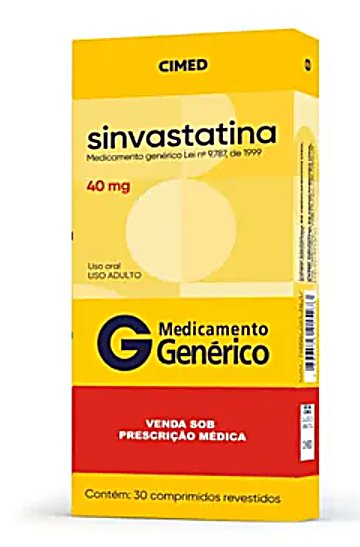 CIMED
sinvastatina
Medicamento genérico Lei nº 9.787, de 1999
40 mg
Uso oral
USO ADULTO
G Medicamento
Genérico
VENDA SOB
PRESCRIÇÃO MÉDICA
Contém: 30 comprimidos revestidos